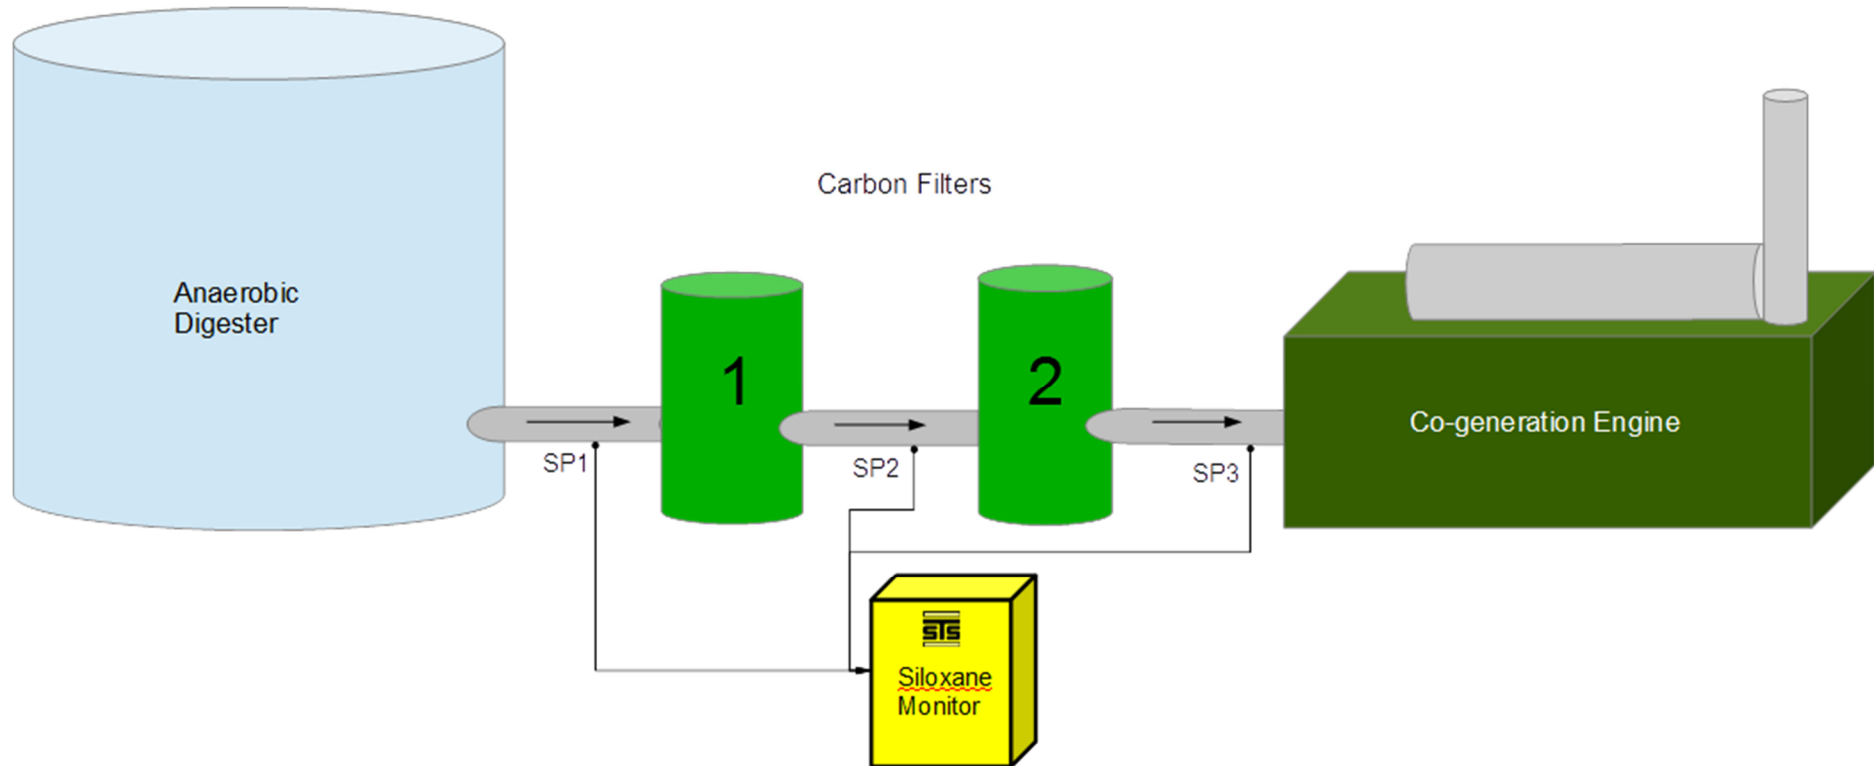 Carbon Filters
Anaerobic
Digester
1
2
Co-generation Engine
SP1
SP2
SP3
STS
Siloxane
Monitor